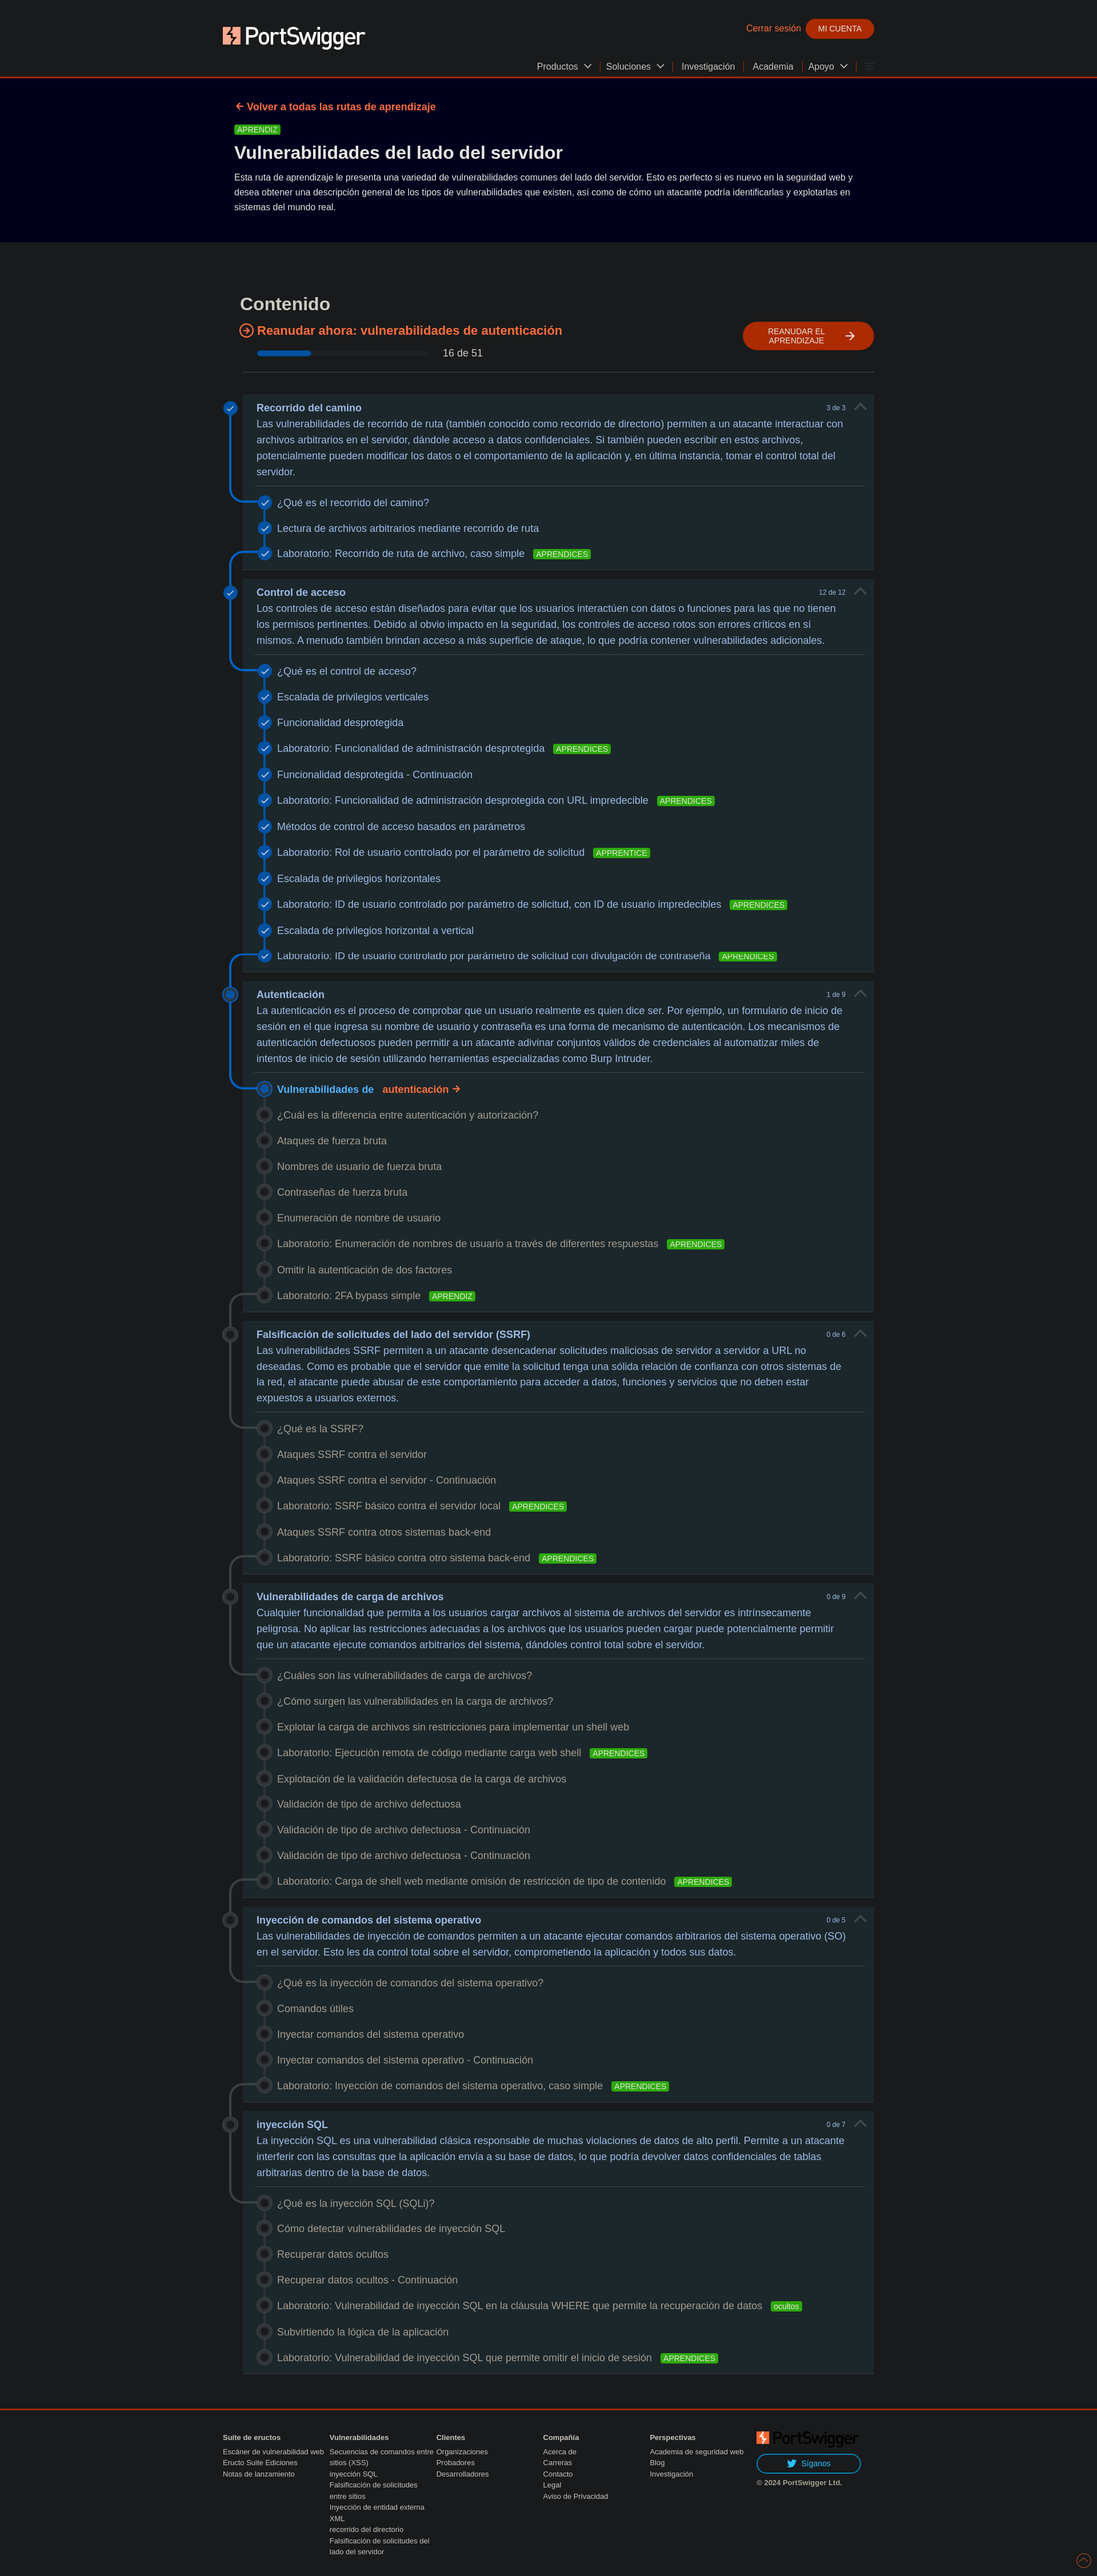 PortSwigger
Cerrar sesión
MI CUENTA
Productos
Soluciones
Investigación
Academia
Apoyo
Volver a todas las rutas de aprendizaje
APRENDIZ
Vulnerabilidades del lado del servidor
Esta ruta de aprendizaje le presenta una variedad de vulnerabilidades comunes del lado del servidor. Esto es perfecto si es nuevo en la seguridad web y
desea obtener una descripción general de los tipos de vulnerabilidades que existen, así como de cómo un atacante podría identificarlas y explotarlas en
sistemas del mundo real.
Contenido
Reanudar ahora: vulnerabilidades de autenticación
16 de 51
REANUDAR EL
APRENDIZAJE
Recorrido del camino
3 de 3
Las vulnerabilidades de recorrido de ruta (también conocido como recorrido de directorio) permiten a un atacante interactuar con
archivos arbitrarios en el servidor, dándole acceso a datos confidenciales. Si también pueden escribir en estos archivos,
potencialmente pueden modificar los datos o el comportamiento de la aplicación y, en última instancia, tomar el control total del
servidor.
¿Qué es el recorrido del camino?
Lectura de archivos arbitrarios mediante recorrido de ruta
Laboratorio: Recorrido de ruta de archivo, caso simple APRENDICES
Control de acceso
12 de 12
Los controles de acceso están diseñados para evitar que los usuarios interactúen con datos o funciones para las que no tienen
los permisos pertinentes. Debido al obvio impacto en la seguridad, los controles de acceso rotos son errores críticos en sí
mismos. A menudo también brindan acceso a más superficie de ataque, lo que podría contener vulnerabilidades adicionales.
¿Qué es el control de acceso?
Escalada de privilegios verticales
Funcionalidad desprotegida
Laboratorio: Funcionalidad de administración desprotegida APRENDICES
Funcionalidad desprotegida - Continuación
Laboratorio: Funcionalidad de administración desprotegida con URL impredecible APRENDICES
Métodos de control de acceso basados en parámetros
Laboratorio: Rol de usuario controlado por el parámetro de solicitud APPRENTICE
Escalada de privilegios horizontales
Laboratorio: ID de usuario controlado por parámetro de solicitud, con ID de usuario impredecibles APRENDICES
Escalada de privilegios horizontal a vertical
Laboratorio: ID de usuario controlado por parámetro de solicitud con divulgación de contraseña APRENDICES
Autenticación
1 de 9
La autenticación es el proceso de comprobar que un usuario realmente es quien dice ser. Por ejemplo, un formulario de inicio de
sesión en el que ingresa su nombre de usuario y contraseña es una forma de mecanismo de autenticación. Los mecanismos de
autenticación defectuosos pueden permitir a un atacante adivinar conjuntos válidos de credenciales al automatizar miles de
intentos de inicio de sesión utilizando herramientas especializadas como Burp Intruder.
Vulnerabilidades de autenticación
¿Cuál es la diferencia entre autenticación y autorización?
Ataques de fuerza bruta
Nombres de usuario de fuerza bruta
Contraseñas de fuerza bruta
Enumeración de nombre de usuario
Laboratorio: Enumeración de nombres de usuario a través de diferentes respuestas APRENDICES
Omitir la autenticación de dos factores
Laboratorio: 2FA bypass simple APRENDIZ
Falsificación de solicitudes del lado del servidor (SSRF)
0 de 6
Las vulnerabilidades SSRF permiten a un atacante desencadenar solicitudes maliciosas de servidor a servidor a URL no
deseadas. Como es probable que el servidor que emite la solicitud tenga una sólida relación de confianza con otros sistemas de
la red, el atacante puede abusar de este comportamiento para acceder a datos, funciones y servicios que no deben estar
expuestos a usuarios externos.
¿Qué es la SSRF?
Ataques SSRF contra el servidor
Ataques SSRF contra el servidor - Continuación
Laboratorio: SSRF básico contra el servidor local APRENDICES
Ataques SSRF contra otros sistemas back-end
Laboratorio: SSRF básico contra otro sistema back-end APRENDICES
Vulnerabilidades de carga de archivos
0 de 9
Cualquier funcionalidad que permita a los usuarios cargar archivos al sistema de archivos del servidor es intrínsecamente
peligrosa. No aplicar las restricciones adecuadas a los archivos que los usuarios pueden cargar puede potencialmente permitir
que un atacante ejecute comandos arbitrarios del sistema, dándoles control total sobre el servidor.
¿Cuáles son las vulnerabilidades de carga de archivos?
¿Cómo surgen las vulnerabilidades en la carga de archivos?
Explotar la carga de archivos sin restricciones para implementar un shell web
Laboratorio: Ejecución remota de código mediante carga web shell APRENDICES
Explotación de la validación defectuosa de la carga de archivos
Validación de tipo de archivo defectuosa
Validación de tipo de archivo defectuosa - Continuación
Validación de tipo de archivo defectuosa - Continuación
Laboratorio: Carga de shell web mediante omisión de restricción de tipo de contenido APRENDICES
Inyección de comandos del sistema operativo
0 de 5
Las vulnerabilidades de inyección de comandos permiten a un atacante ejecutar comandos arbitrarios del sistema operativo (SO)
en el servidor. Esto les da control total sobre el servidor, comprometiendo la aplicación y todos sus datos.
¿Qué es la inyección de comandos del sistema operativo?
Comandos útiles
Inyectar comandos del sistema operativo
Inyectar comandos del sistema operativo - Continuación
Laboratorio: Inyección de comandos del sistema operativo, caso simple APRENDICES
inyección SQL
0 de 7
La inyección SQL es una vulnerabilidad clásica responsable de muchas violaciones de datos de alto perfil. Permite a un atacante
interferir con las consultas que la aplicación envía a su base de datos, lo que podría devolver datos confidenciales de tablas
arbitrarias dentro de la base de datos.
¿Qué es la inyección SQL (SQLi)?
Cómo detectar vulnerabilidades de inyección SQL
Recuperar datos ocultos
Recuperar datos ocultos - Continuación
Laboratorio: Vulnerabilidad de inyección SQL en la cláusula WHERE que permite la recuperación de datos ocultos
Subvirtiendo la lógica de la aplicación
Laboratorio: Vulnerabilidad de inyección SQL que permite omitir el inicio de sesión APRENDICES
Suite de eructos
Escáner de vulnerabilidad web
Eructo Suite Ediciones
Notas de lanzamiento
Vulnerabilidades
Secuencias de comandos entre
sitios (XSS)
inyección SQL
Falsificación de solicitudes
entre sitios
Inyección de entidad externa
XML
recorrido del directorio
Falsificación de solicitudes del
lado del servidor
Clientes
Organizaciones
Probadores
Desarrolladores
Compañía
Acerca de
Carreras
Contacto
Legal
Aviso de Privacidad
Perspectivas
Academia de seguridad web
Blog
Investigación
PortSwigger
Síganos
© 2024 PortSwigger Ltd.